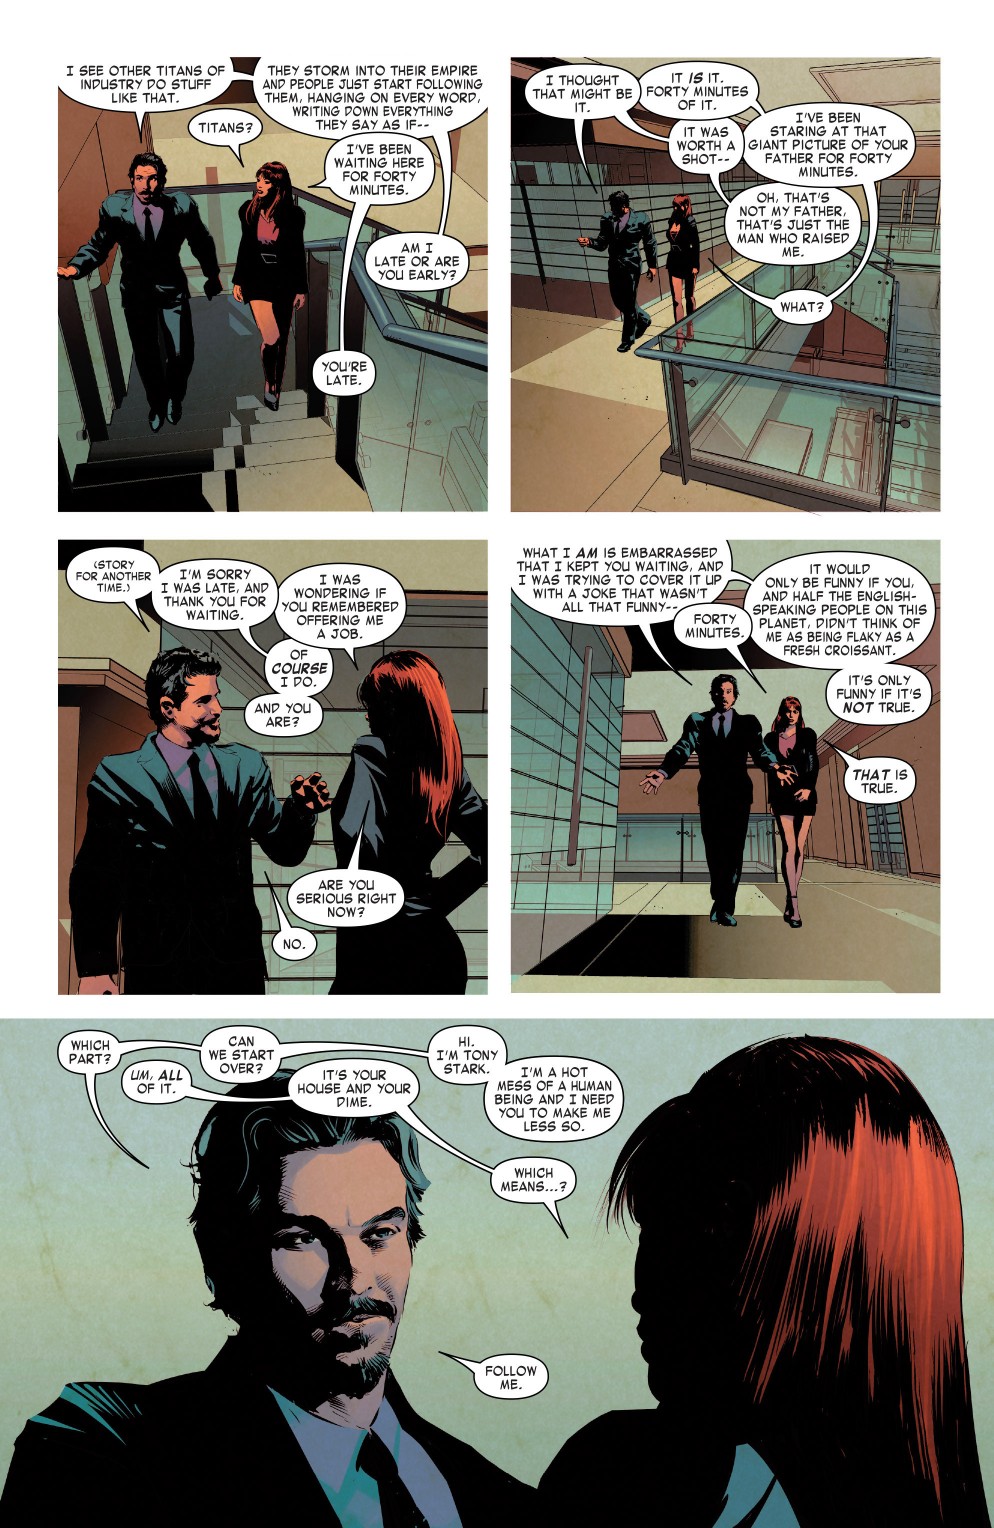 I SEE OTHER TITANS OF
INDUSTRY DO STUFF
LIKE THAT.
THEY STORM INTO THEIR EMPIRE
AND PEOPLE JUST START FOLLOWING
THEM, HANGING ON EVERY WORD,
WRITING DOWN EVERYTHING
THEY SAY AS IF--
TITANS?
I'VE BEEN
WAITING HERE
FOR FORTY
MINUTES.
AM I
LATE OR ARE
YOU EARLY?
YOU'RE
LATE.
I THOUGHT
THAT MIGHT BE
IT.
IT IS IT.
FORTY MINUTES
OF IT.
IT WAS
WORTH A
SHOT--
I'VE BEEN
STARING AT THAT
GIANT PICTURE OF YOUR
FATHER FOR FORTY
MINUTES.
OH, THAT'S
NOT MY FATHER,
THAT'S JUST THE
MAN WHO RAISED
ME.
WHAT?
(STORY
FOR ANOTHER
TIME.)
I'M SORRY
I WAS LATE, AND
THANK YOU FOR
WAITING.
I WAS
WONDERING IF
YOU REMEMBERED
OFFERING ME
A JOB.
OF
COURSE
I DO.
AND YOU
ARE?
ARE YOU
SERIOUS RIGHT
NOW?
NO.
WHAT I AM IS EMBARRASSED
THAT I KEPT YOU WAITING, AND
I WAS TRYING TO COVER IT UP
WITH A JOKE THAT WASN'T
ALL THAT FUNNY--
FORTY
MINUTES.
IT WOULD
ONLY BE FUNNY IF YOU,
AND HALF THE ENGLISH-
SPEAKING PEOPLE ON THIS
PLANET, DIDN'T THINK OF
ME AS BEING FLAKY AS A
FRESH CROISSANT.
IT'S ONLY
FUNNY IF IT'S
NOT TRUE.
THAT IS
TRUE.
WHICH
PART?
UM, ALL
OF IT.
CAN
WE START
OVER?
IT'S YOUR
HOUSE AND YOUR
DIME.
HI.
I'M TONY
STARK.
I'M A HOT
MESS OF A HUMAN
BEING AND I NEED
YOU TO MAKE ME
LESS SO.
WHICH
MEANS...?
FOLLOW
ME.